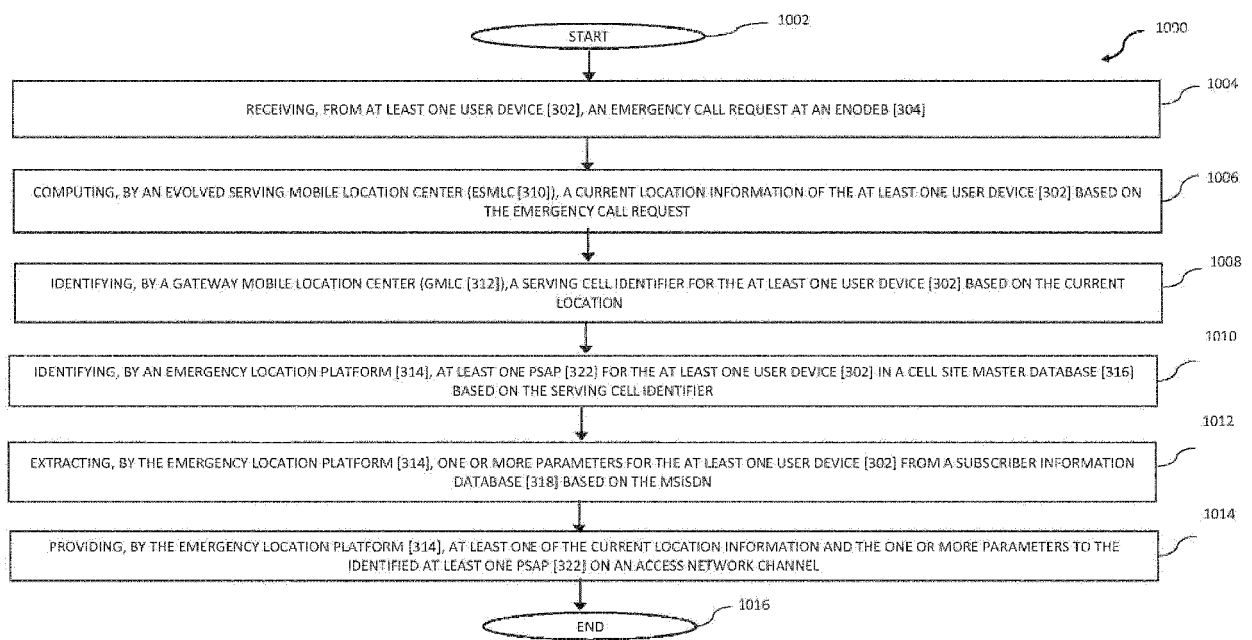 START
1002
1000
RECEIVING, FROM AT LEAST ONE USER DEVICE [302], AN EMERGENCY CALL REQUEST AT AN ENODEB [304]
1004
COMPUTING, BY AN EVOLVED SERVING MOBILE LOCATION CENTER (ESMLC [310]), A CURRENT LOCATION INFORMATION OF THE AT LEAST ONE USER DEVICE [302] BASED ON
THE EMERGENCY CALL REQUEST
1006
IDENTIFYING, BY A GATEWAY MOBILE LOCATION CENTER (GMLC [312]), A SERVING CELL IDENTIFIER FOR THE AT LEAST ONE USER DEVICE [302] BASED ON THE CURRENT
LOCATION
1008
IDENTIFYING, BY AN EMERGENCY LOCATION PLATFORM [314], AT LEAST ONE PSAP [322] FOR THE AT LEAST ONE USER DEVICE [302] IN A CELL SITE MASTER DATABASE [316]
BASED ON THE SERVING CELL IDENTIFIER
1010
EXTRACTING, BY THE EMERGENCY LOCATION PLATFORM [314], ONE OR MORE PARAMETERS FOR THE AT LEAST ONE USER DEVICE [302] FROM A SUBSCRIBER INFORMATION
DATABASE [318] BASED ON THE MSISDN
1012
PROVIDING, BY THE EMERGENCY LOCATION PLATFORM [314], AT LEAST ONE OF THE CURRENT LOCATION INFORMATION AND THE ONE OR MORE PARAMETERS TO THE
IDENTIFIED AT LEAST ONE PSAP [322] ON AN ACCESS NETWORK CHANNEL
1014
END
1016